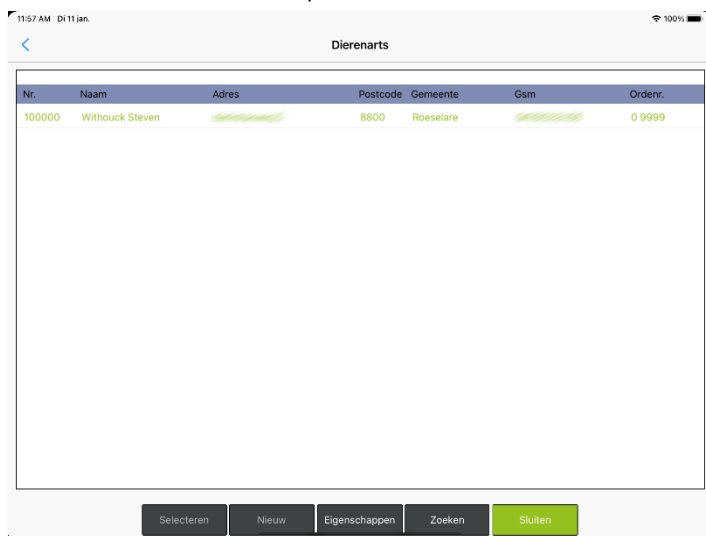 11:57 AM Di 11 jan. 100%
Dierenarts
Nr. Naam Adres Postcode Gemeente Gsm Ordenr.
100000 Withouck Steven 8800 Roeselare 0 9999
Selecteren Nieuw Eigenschappen Zoeken Sluiten